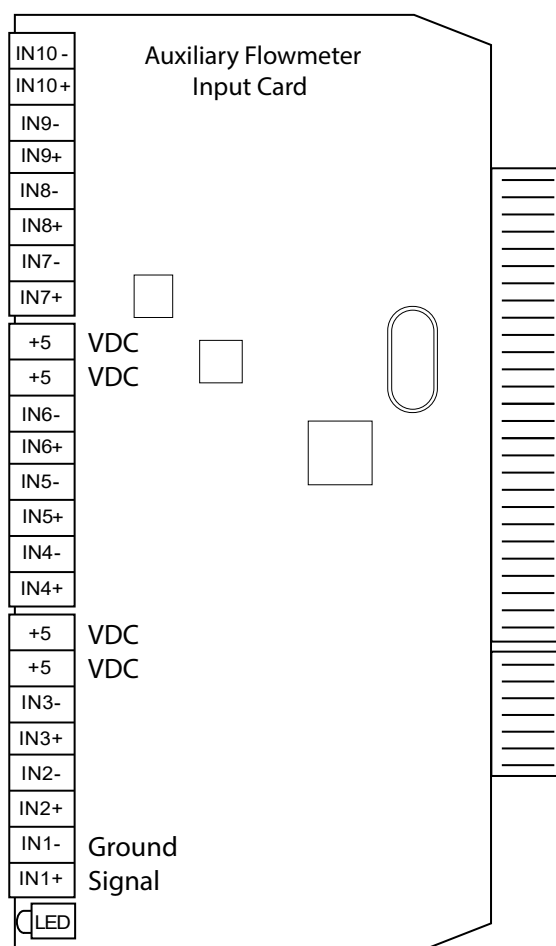 Auxiliary Flowmeter
Input Card
IN10 -
IN10 +
IN9-
IN9+
IN8-
IN8+
IN7-
IN7+
+5 VDC
+5 VDC
IN6-
IN6+
IN5-
IN5+
IN4-
IN4+
+5 VDC
+5 VDC
IN3-
IN3+
IN2-
IN2+
IN1- Ground
IN1+ Signal
LED